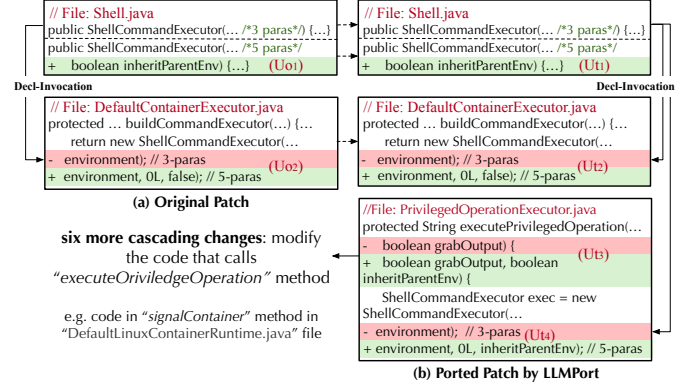 // File: Shell.java
public ShellCommandExecutor(… /*3 paras*/) {…}
public ShellCommandExecutor(… /*5 paras*/
+ boolean inheritParentEnv) {…} (Uo1)
Decl-Invocation
// File: DefaultContainerExecutor.java
protected … buildCommandExecutor(…) {…
return new ShellCommandExecutor(…
- environment); // 3-paras
+ environment, 0L, false); // 5-paras
(Uo2)
(a) Original Patch
// File: Shell.java
public ShellCommandExecutor(… /*3 paras*/) {…}
public ShellCommandExecutor(… /*5 paras*/
+ boolean inheritParentEnv) {…} (Ut1)
Decl-Invocation
// File: DefaultContainerExecutor.java
protected … buildCommandExecutor(…) {…
return new ShellCommandExecutor(…
- environment); // 3-paras
+ environment, 0L, false); // 5-paras
(Ut2)
//File: PrivilegedOperationExecutor.java
protected String executePrivilegedOperation(…
- boolean grabOutput) {
+ boolean grabOutput, boolean
inheritParentEnv) {
(Ut3)
ShellCommandExecutor exec = new
ShellCommandExecutor(…
- environment); // 3-paras (Ut4)
+ environment, 0L, inheritParentEnv); // 5-paras
(b) Ported Patch by LLMPort
six more cascading changes: modify
the code that calls
“executeOriviledgeOperation” method
e.g. code in “signalContainer” method in
“DefaultLinuxContainerRuntime.java” file